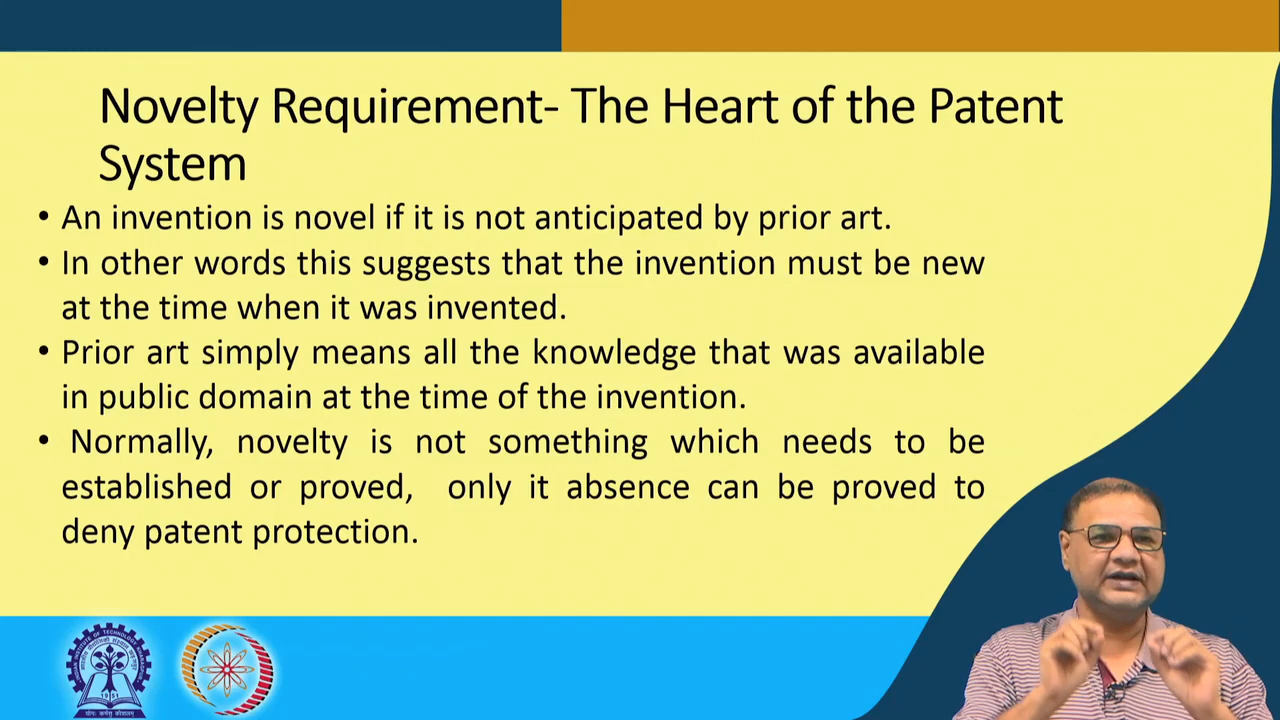 Novelty Requirement- The Heart of the Patent
System
• An invention is novel if it is not anticipated by prior art.
• In other words this suggests that the invention must be new
at the time when it was invented.
• Prior art simply means all the knowledge that was available
in public domain at the time of the invention.
• Normally, novelty is not something which needs to be
established or proved, only it absence can be proved to
deny patent protection.
1951
योगः कर्मसु कौशलम्